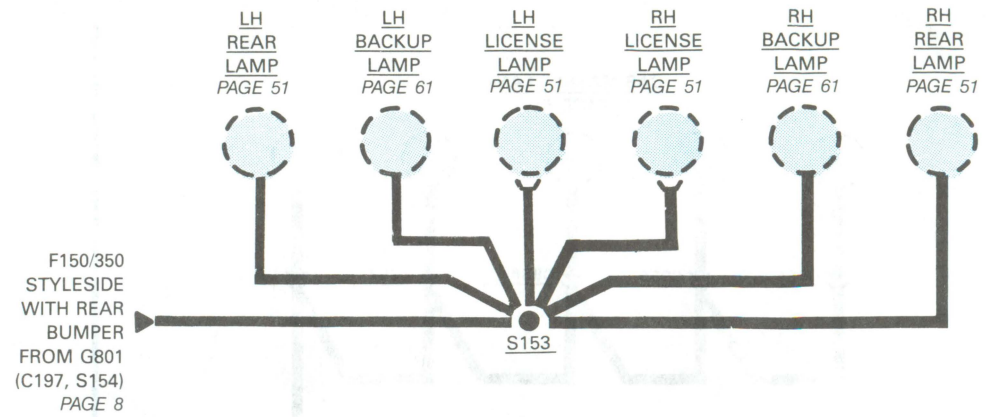 LH
REAR
LAMP
PAGE 51
LH
BACKUP
LAMP
PAGE 61
LH
LICENSE
LAMP
PAGE 51
RH
LICENSE
LAMP
PAGE 51
RH
BACKUP
LAMP
PAGE 61
RH
REAR
LAMP
PAGE 51
F150/350
STYLESIDE
WITH REAR
BUMPER
FROM G801
(C197, S154)
PAGE 8
S153